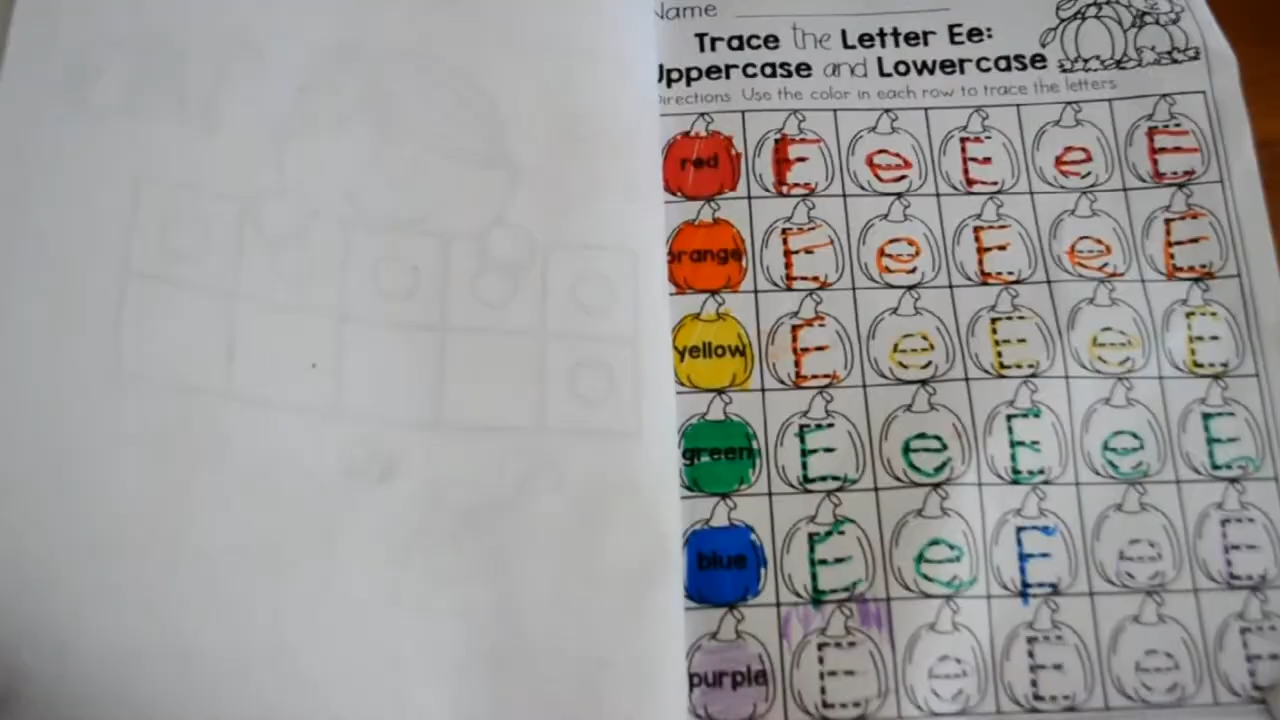 Name
Trace the Letter Ee:
Uppercase and Lowercase
Directions Use the color in each row to trace the letters
red E e E e E
orange E e E e E
yellow E e E e E
green E e E e E
blue E e E e E
purple E e E e E